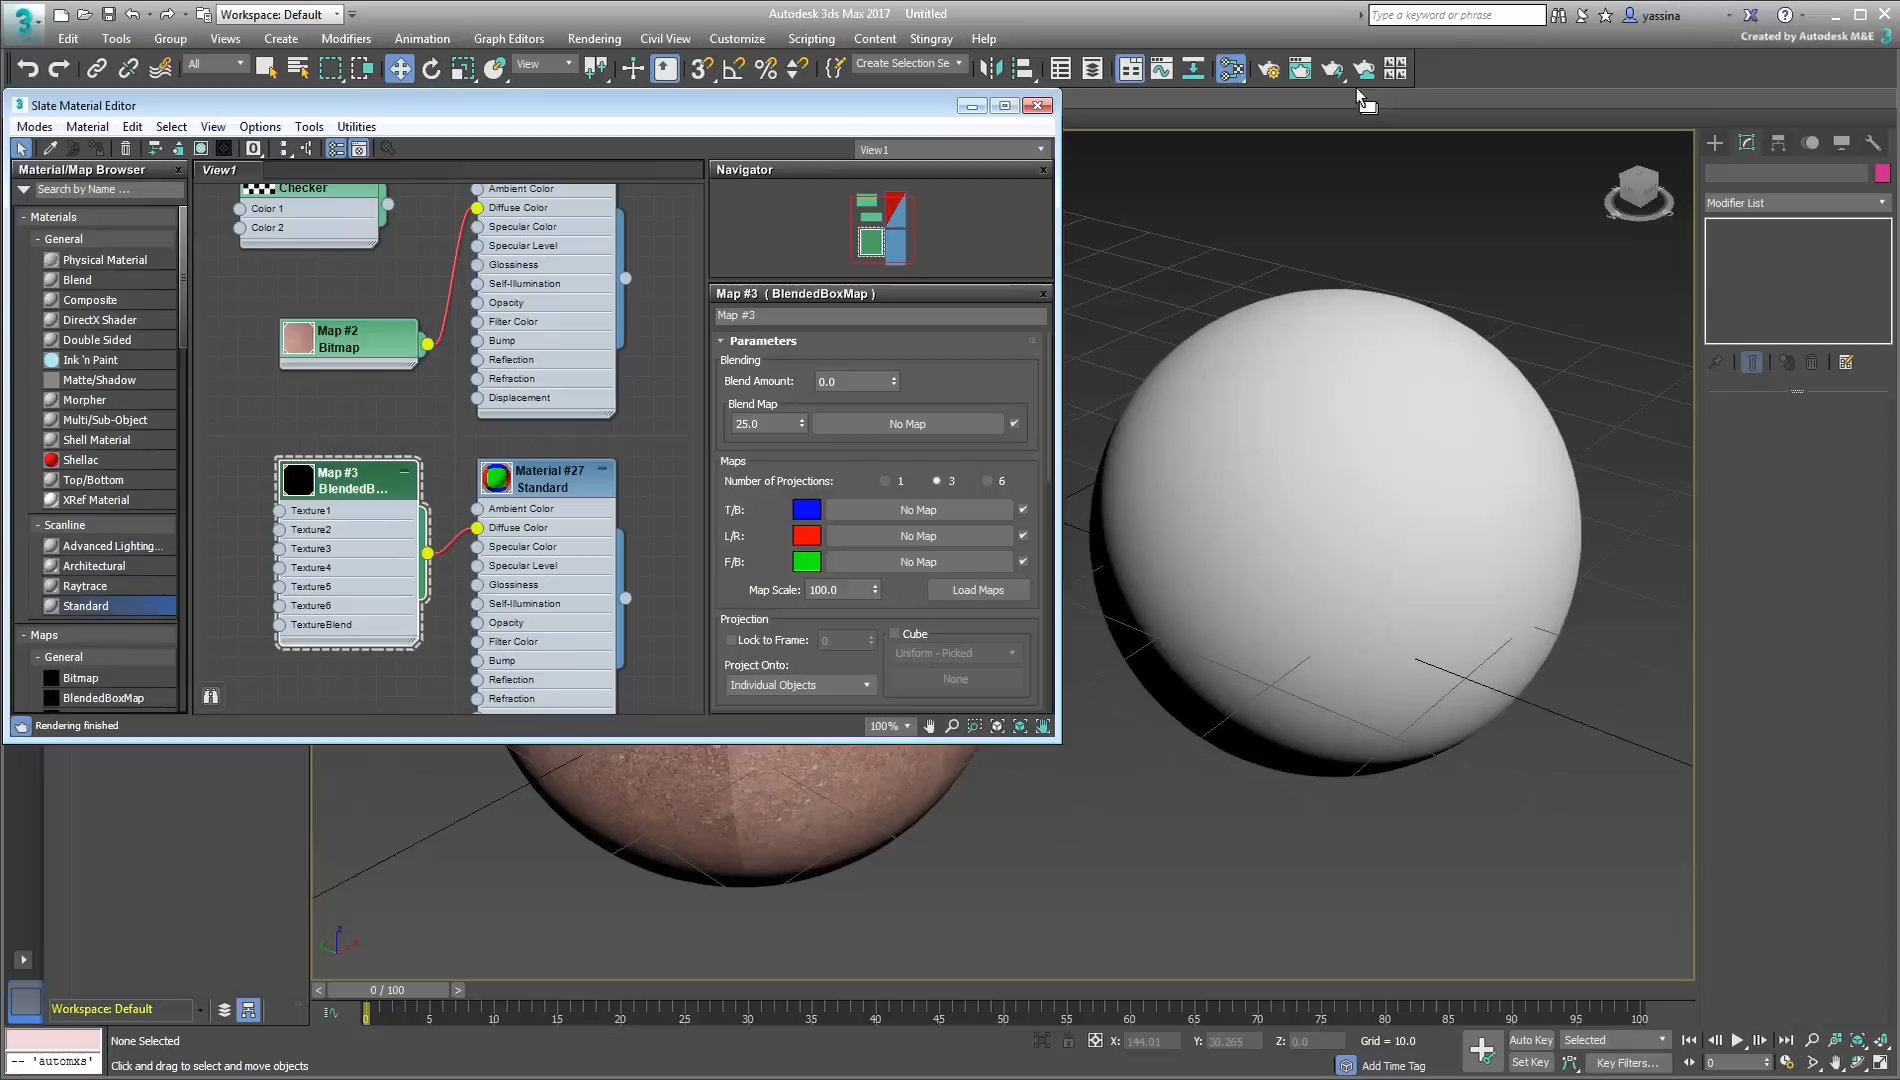 Workspace: Default
Autodesk 3ds Max 2017 Untitled
Type a keyword or phrase
yassina
Edit Tools Group Views Create Modifiers Animation Graph Editors Rendering Civil View Customize Scripting Content Stingray Help
Created by Autodesk M&E
All
View
Create Selection Se
Slate Material Editor
Modes Material Edit Select View Options Tools Utilities
View1
Material/Map Browser
View1
Navigator
Search by Name ...
- Materials
- General
Physical Material
Blend
Composite
DirectX Shader
Double Sided
Ink 'n Paint
Matte/Shadow
Morpher
Multi/Sub-Object
Shell Material
Shellac
Top/Bottom
XRef Material
- Scanline
Advanced Lighting...
Architectural
Raytrace
Standard
- Maps
- General
Bitmap
BlendedBoxMap
Checker
Color 1
Color 2
Map #2
Bitmap
Ambient Color
Diffuse Color
Specular Color
Specular Level
Glossiness
Self-Illumination
Opacity
Filter Color
Bump
Reflection
Refraction
Displacement
Map #3
BlendedB...
Texture1
Texture2
Texture3
Texture4
Texture5
Texture6
TextureBlend
Material #27
Standard
Ambient Color
Diffuse Color
Specular Color
Specular Level
Glossiness
Self-Illumination
Opacity
Filter Color
Bump
Reflection
Refraction
Map #3 ( BlendedBoxMap )
Map #3
Parameters
Blending
Blend Amount: 0.0
Blend Map
25.0 No Map
Maps
Number of Projections: 1 3 6
T/B: No Map
L/R: No Map
F/B: No Map
Map Scale: 100.0 Load Maps
Projection
Lock to Frame: 0
Cube
Uniform - Picked
Project Onto:
None
Individual Objects
Rendering finished
100%
Modifier List
0 / 100
Workspace: Default
0 5 10 15 20 25 30 35 40 45 50 55 60 65 70 75 80 85 90 95 100
None Selected
X: 144.01 Y: 30.265 Z: 0.0 Grid = 10.0
Auto Key Selected
-- 'automxs'
Click and drag to select and move objects
Add Time Tag
Set Key Key Filters...
0